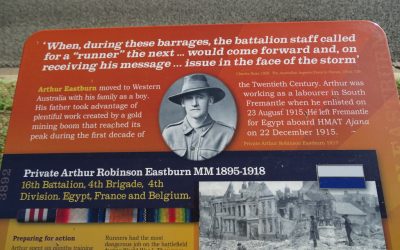 ‘When, during these barrages, the battalion staff called
for a “runner” the next ... would come forward and, on
receiving his message ... issue in the face of the storm’
Arthur Eastburn moved to Western
Australia with his family as a boy.
His father took advantage of
plentiful work created by a gold
mining boom that reached its
peak during the first decade of
the Twentieth Century. Arthur was
working as a labourer in South
Fremantle when he enlisted on
23 August 1915. He left Fremantle
for Egypt aboard HMAT Ajana
on 22 December 1915.
Private Arthur Robinson Eastburn
Private Arthur Robinson Eastburn MM 1895-1918
16th Battalion, 4th Brigade, 4th
Division. Egypt, France and Belgium.
3892
Preparing for action
Runners had the most
dangerous job on the battlefield